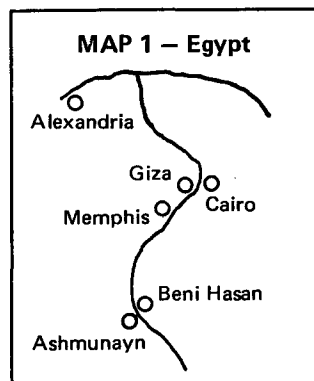 MAP 1 – Egypt
Alexandria
Giza
Cairo
Memphis
Beni Hasan
Ashmunayn